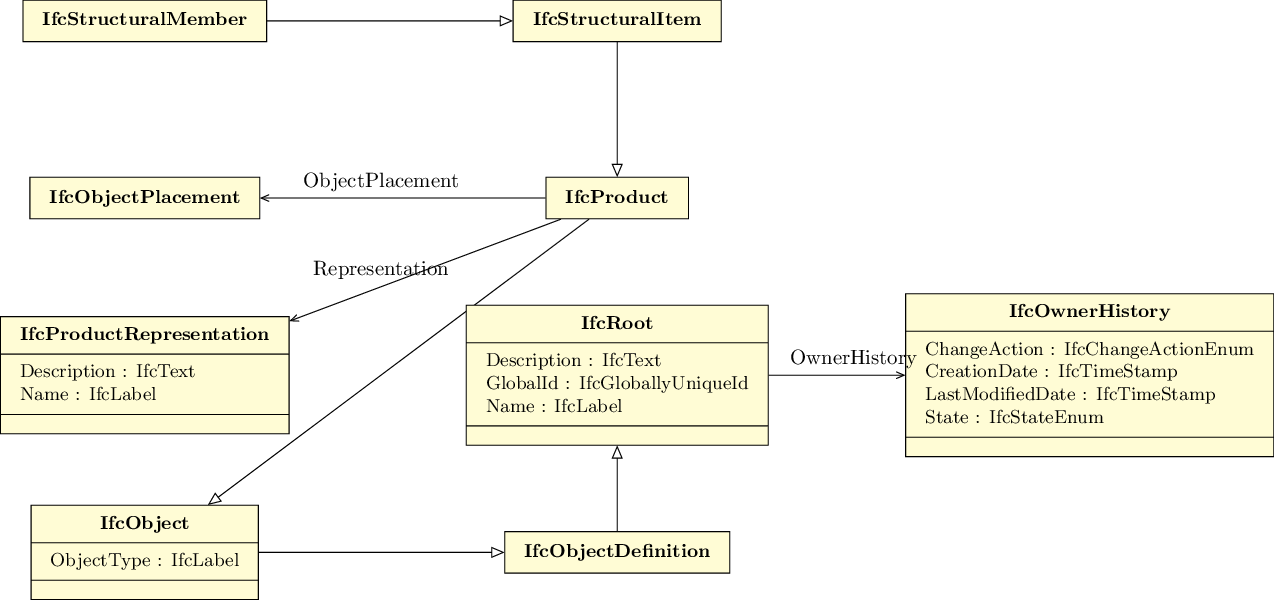 IfcStructuralMember
IfcStructuralItem
ObjectPlacement
IfcObjectPlacement
IfcProduct
Representation
IfcProductRepresentation
Description : IfcText
Name : IfcLabel
IfcRoot
Description : IfcText
GlobalId : IfcGloballyUniqueId
Name : IfcLabel
OwnerHistory
IfcOwnerHistory
ChangeAction : IfcChangeActionEnum
CreationDate : IfcTimeStamp
LastModifiedDate : IfcTimeStamp
State : IfcStateEnum
IfcObject
ObjectType : IfcLabel
IfcObjectDefinition